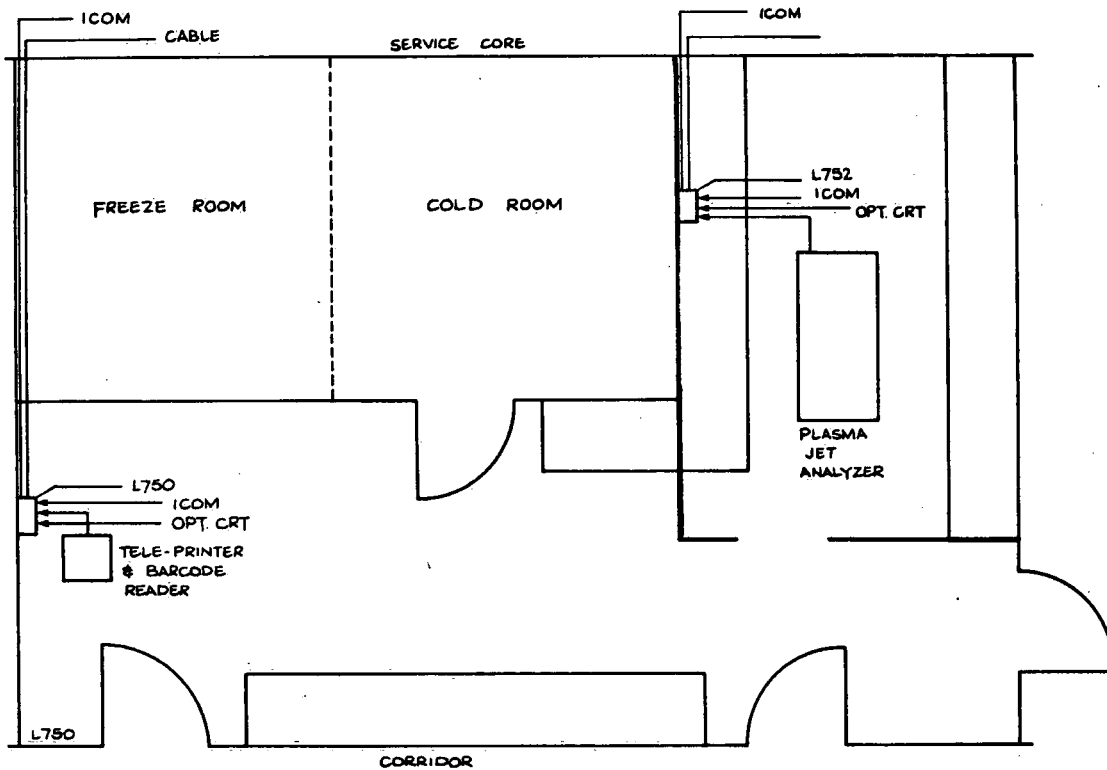 ICOM
CABLE
SERVICE CORE
ICOM
FREEZE ROOM
COLD ROOM
L752
ICOM
OPT. CRT
PLASMA
JET
ANALYZER
L750
ICOM
OPT. CRT
TELE-PRINTER
& BARCODE
READER
L750
CORRIDOR